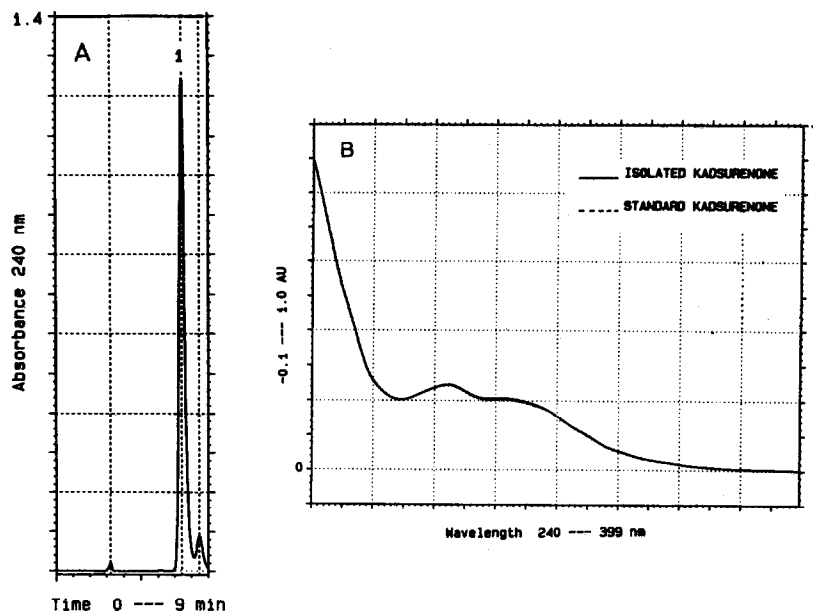 1.4
A
1
Absorbance 240 nm
Time 0 --- 9 min
B
ISOLATED KADSURENONE
STANDARD KADSURENONE
-0.1 --- 1.0 AU
0
Wavelength 240 --- 399 nm